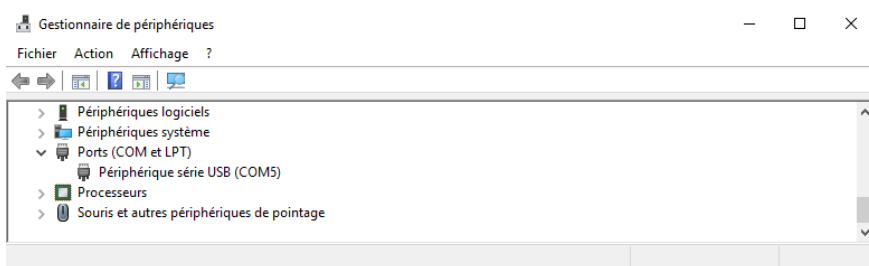 Gestionnaire de périphériques
Fichier Action Affichage ?
Périphériques logiciels
Périphériques système
Ports (COM et LPT)
Périphérique série USB (COM5)
Processeurs
Souris et autres périphériques de pointage